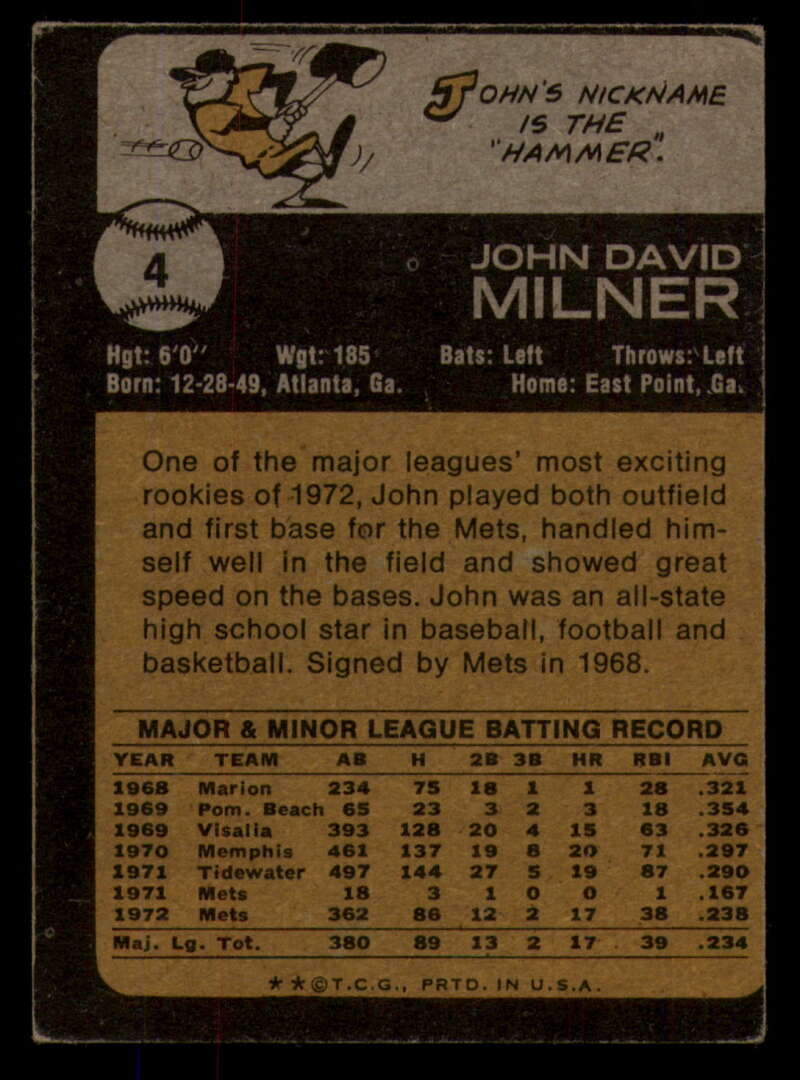 JOHN'S NICKNAME
IS THE
"HAMMER".
4
JOHN DAVID
MILNER
Hgt: 6'0" Wgt: 185 Bats: Left Throws: Left
Born: 12-28-49, Atlanta, Ga. Home: East Point, Ga.
One of the major leagues' most exciting
rookies of 1972, John played both outfield
and first base for the Mets, handled him-
self well in the field and showed great
speed on the bases. John was an all-state
high school star in baseball, football and
basketball. Signed by Mets in 1968.
MAJOR & MINOR LEAGUE BATTING RECORD
YEAR TEAM AB H 2B 3B HR RBI AVG
1968 Marion 234 75 18 1 1 28 .321
1969 Pom. Beach 65 23 3 2 3 18 .354
1969 Visalia 393 128 20 4 15 63 .326
1970 Memphis 461 137 19 8 20 71 .297
1971 Tidewater 497 144 27 5 19 87 .290
1971 Mets 18 3 1 0 0 1 .167
1972 Mets 362 86 12 2 17 38 .238
Maj. Lg. Tot. 380 89 13 2 17 39 .234
**©T.C.G., PRTD. IN U.S.A.